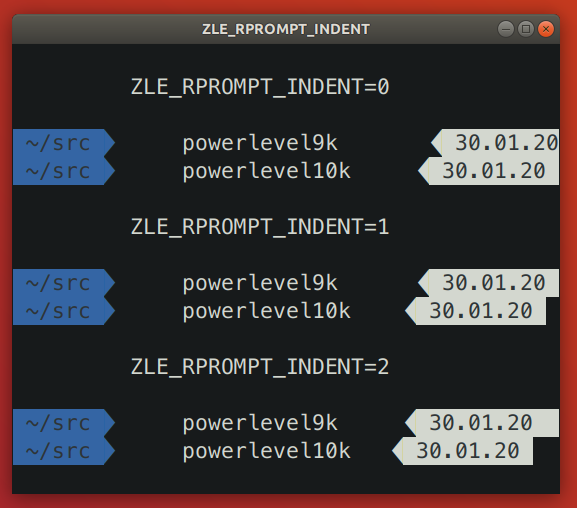 ZLE_RPROMPT_INDENT
ZLE_RPROMPT_INDENT=0
~/src powerlevel9k 30.01.20
~/src powerlevel10k 30.01.20
ZLE_RPROMPT_INDENT=1
~/src powerlevel9k 30.01.20
~/src powerlevel10k 30.01.20
ZLE_RPROMPT_INDENT=2
~/src powerlevel9k 30.01.20
~/src powerlevel10k 30.01.20